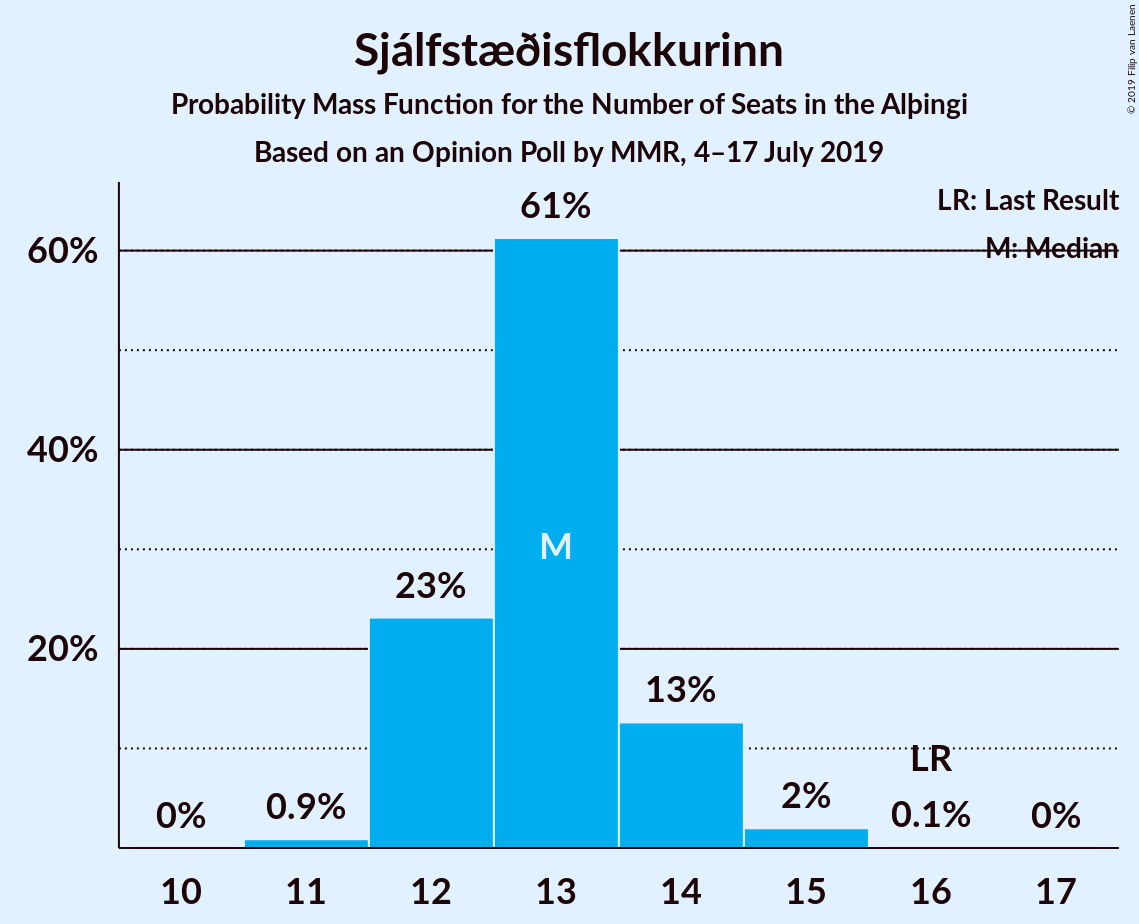 Sjálfstæðisflokkurinn
Probability Mass Function for the Number of Seats in the Alþingi
Based on an Opinion Poll by MMR, 4–17 July 2019
© 2019 Filip van Laenen
LR: Last Result
M: Median
61%
60%
40%
M
23%
20%
13%
LR
0% 0.9% 2% 0.1% 0%
10 11 12 13 14 15 16 17